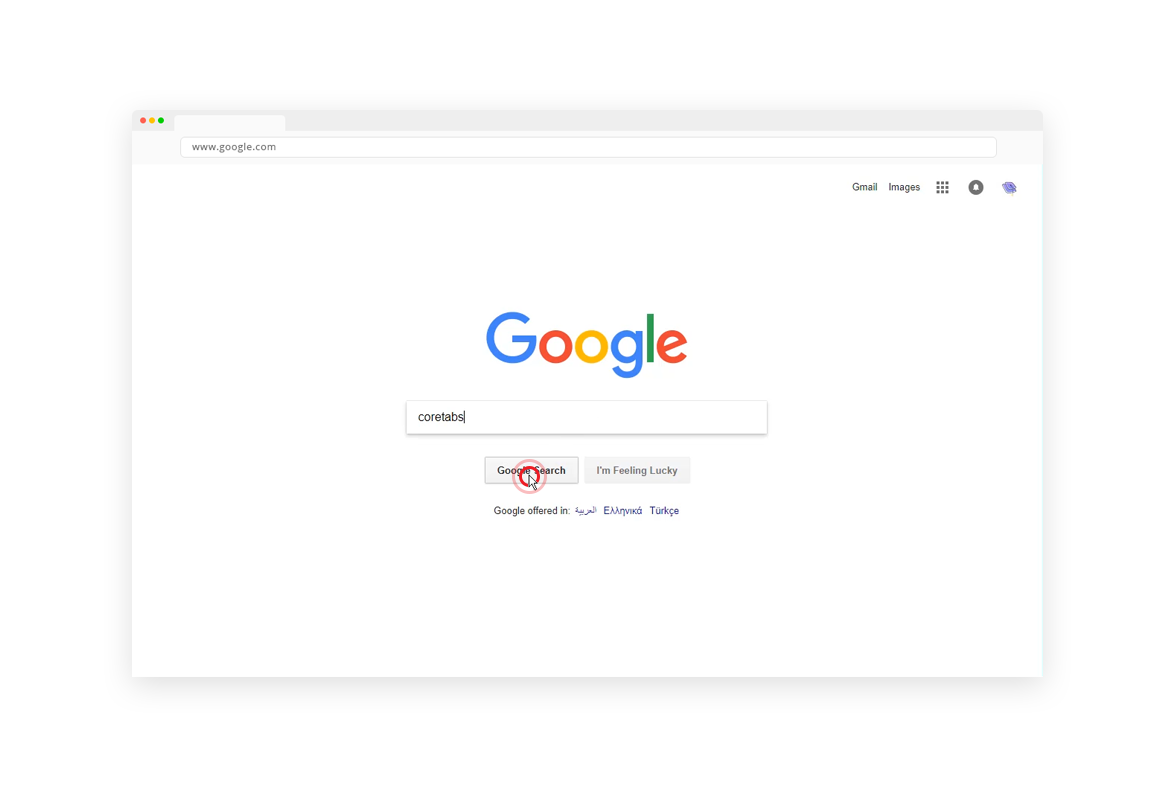 www.google.com
Gmail Images
Google
coretabs
Google Search I'm Feeling Lucky
Google offered in: العربية Ελληνικά Türkçe